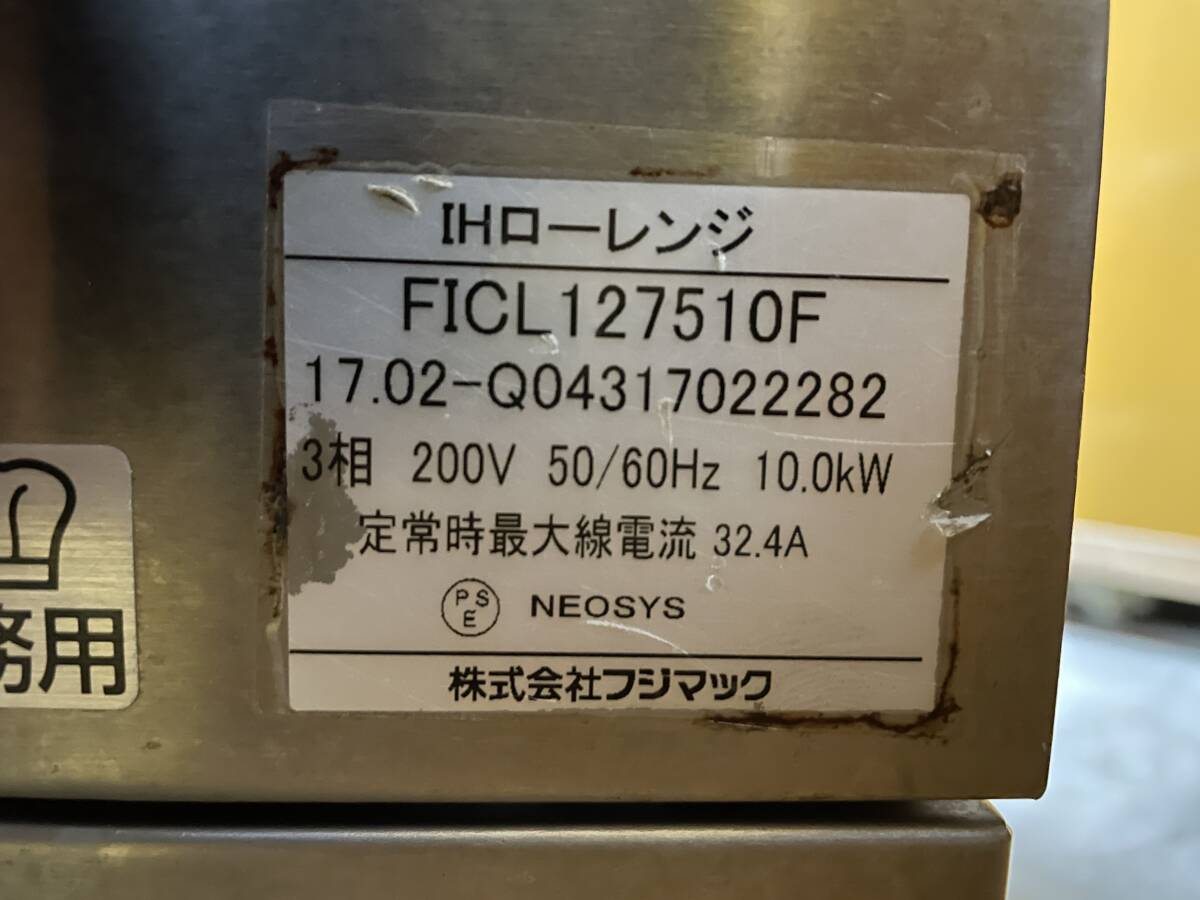 IHローレンジ
FICL127510F
17.02-Q04317022282
3相 200V 50/60Hz 10.0kW
定常時最大線電流 32.4A
PSE NEOSYS
株式会社フジマック
務用